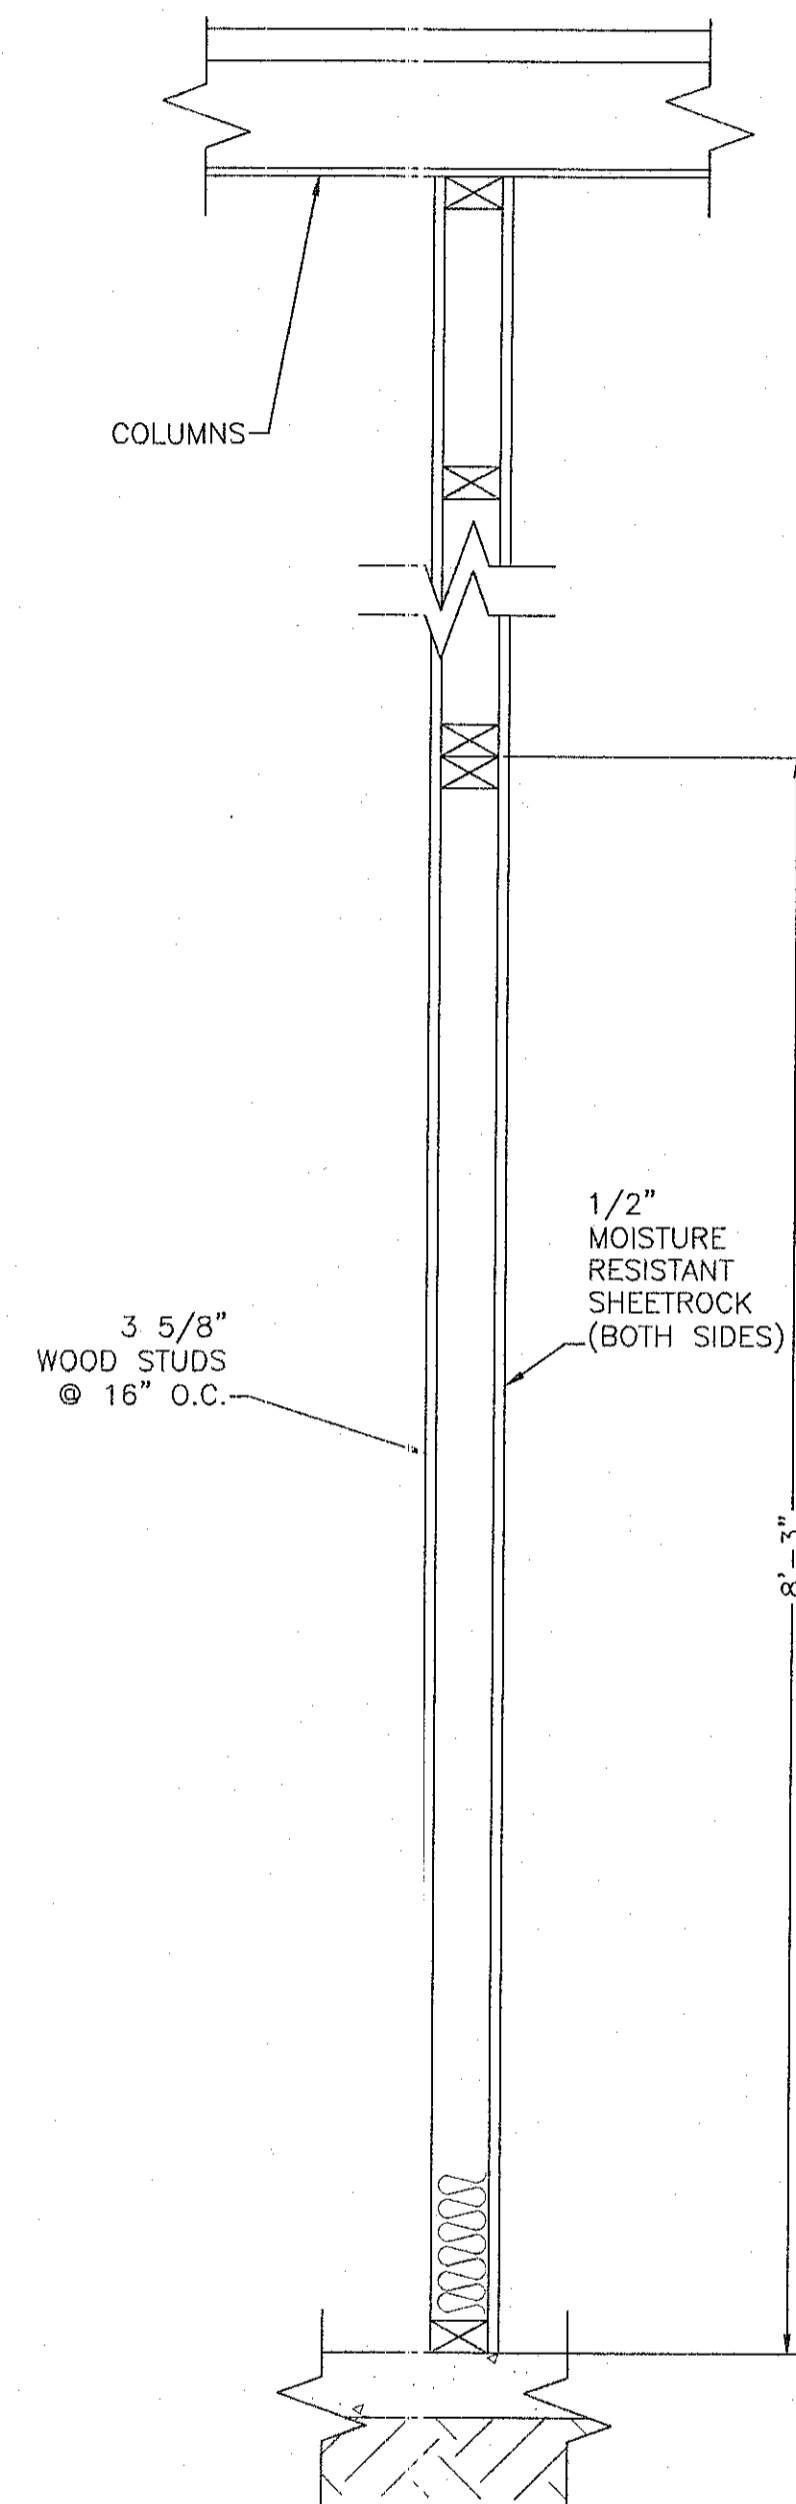 COLUMNS
1/2"
MOISTURE
RESISTANT
SHEETROCK
(BOTH SIDES)
3 5/8"
WOOD STUDS
@ 16" O.C.
8'-3"